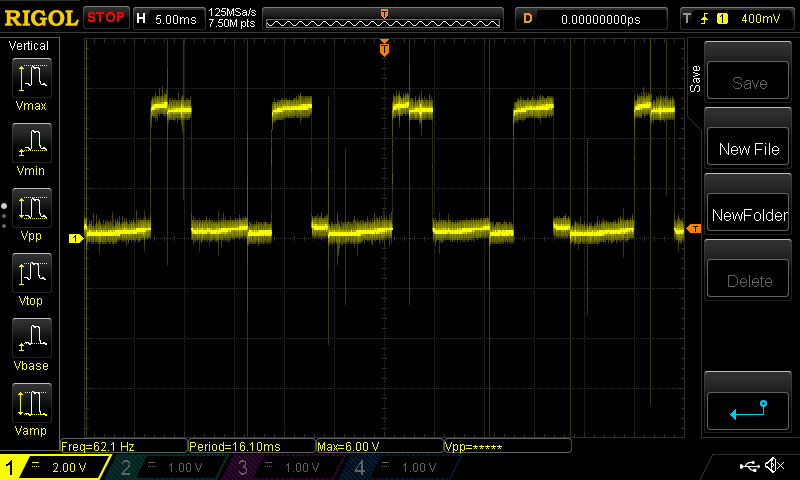 RIGOL STOP H 5.00ms 125MSa/s 7.50M pts T D 0.00000000ps T 1 400mV
Vertical
Vmax
Vmin
Vpp
Vtop
Vbase
Vamp
T
1
T
Save
Save
New File
NewFolder
Delete
Freq=62.1 Hz Period=16.10ms Max=6.00 V Vpp=*****
1 2.00 V 2 1.00 V 3 1.00 V 4 1.00 V